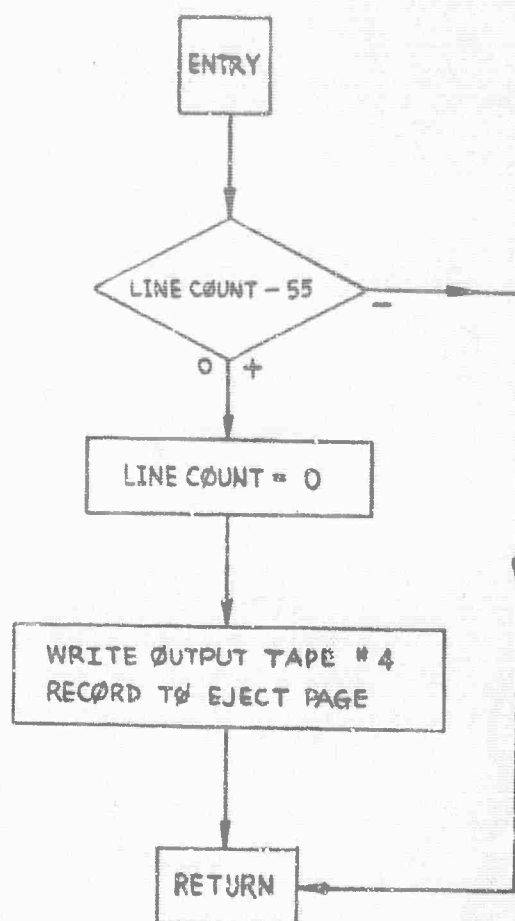 ENTRY
LINE CØUNT - 55
-
0 +
LINE CØUNT = 0
WRITE ØUTPUT TAPE #4
RECØRD TØ EJECT PAGE
RETURN